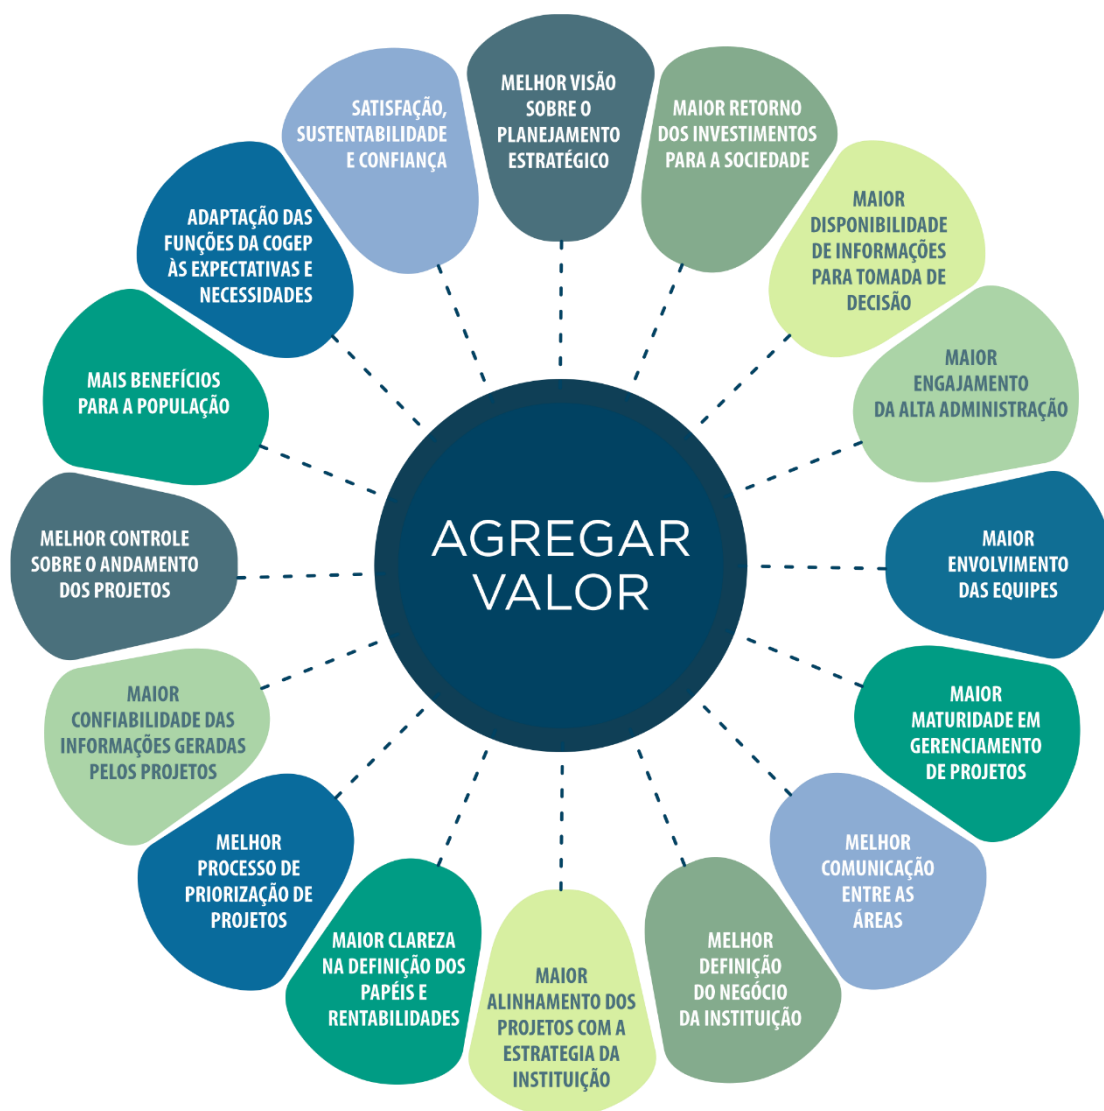 MELHOR VISÃO
SOBRE O
PLANEJAMENTO
ESTRATÉGICO
MAIOR RETORNO
DOS INVESTIMENTOS
PARA A SOCIEDADE
MAIOR
DISPONIBILIDADE
DE INFORMAÇÕES
PARA TOMADA DE
DECISÃO
MAIOR
ENGAJAMENTO
DA ALTA ADMINISTRAÇÃO
MAIOR
ENVOLVIMENTO
DAS EQUIPES
MAIOR
MATURIDADE EM
GERENCIAMENTO
DE PROJETOS
MELHOR
COMUNICAÇÃO
ENTRE AS
ÁREAS
MELHOR
DEFINIÇÃO
DO NEGÓCIO
DA INSTITUIÇÃO
MAIOR
ALINHAMENTO DOS
PROJETOS COM A
ESTRATEGIA DA
INSTITUIÇÃO
MAIOR CLAREZA
NA DEFINIÇÃO DOS
PAPÉIS E
RENTABILIDADES
MELHOR
PROCESSO DE
PRIORIZAÇÃO DE
PROJETOS
MAIOR
CONFIABILIDADE DAS
INFORMAÇÕES GERADAS
PELOS PROJETOS
MELHOR CONTROLE
SOBRE O ANDAMENTO
DOS PROJETOS
MAIS BENEFÍCIOS
PARA A POPULAÇÃO
ADAPTAÇÃO DAS
FUNÇÕES DA COGEP
ÀS EXPECTATIVAS E
NECESSIDADES
SATISFAÇÃO,
SUSTENTABILIDADE
E CONFIANÇA
AGREGAR
VALOR